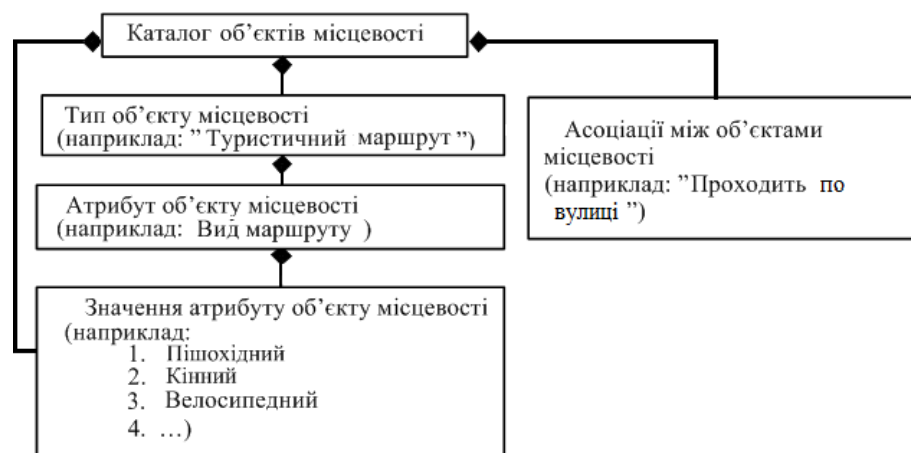 Каталог об’єктів місцевості
Тип об’єкту місцевості
(наприклад: ” Туристичний маршрут ”)
Атрибут об’єкту місцевості
(наприклад: Вид маршруту )
Значення атрибуту об’єкту місцевості
(наприклад:
1. Пішохідний
2. Кінний
3. Велосипедний
4. …)
Асоціації між об’єктами
місцевості
(наприклад: ”Проходить по
вулиці ”)